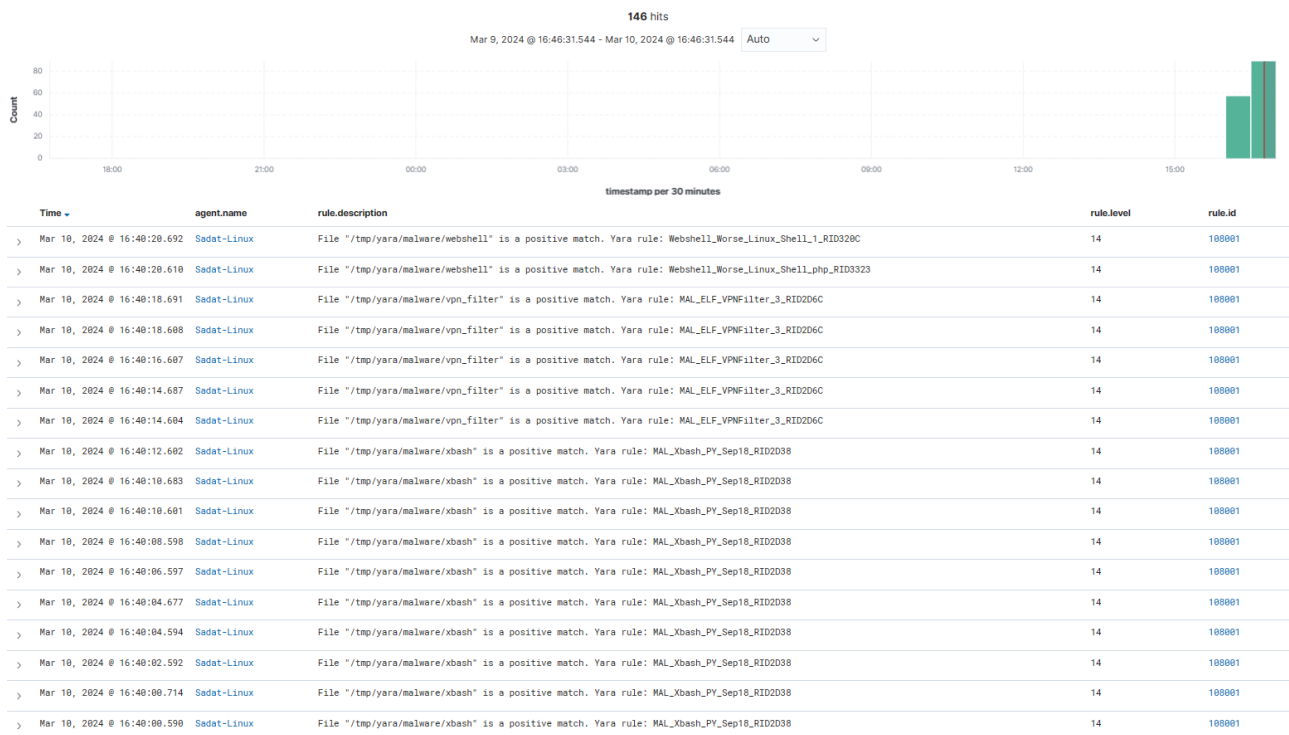 146 hits
Mar 9, 2024 @ 16:46:31.544 - Mar 10, 2024 @ 16:46:31.544 Auto
80
60
40
20
0
Count
18:00 21:00 00:00 03:00 06:00 09:00 12:00 15:00
timestamp per 30 minutes
Time agent.name rule.description rule.level rule.id
Mar 10, 2024 @ 16:40:20.692 Sadat-Linux File "/tmp/yara/malware/webshell" is a positive match. Yara rule: Webshell_Worse_Linux_Shell_1_RID320C 14 108001
Mar 10, 2024 @ 16:40:20.610 Sadat-Linux File "/tmp/yara/malware/webshell" is a positive match. Yara rule: Webshell_Worse_Linux_Shell_php_RID3323 14 108001
Mar 10, 2024 @ 16:40:18.691 Sadat-Linux File "/tmp/yara/malware/vpn_filter" is a positive match. Yara rule: MAL_ELF_VPNFilter_3_RID2D6C 14 108001
Mar 10, 2024 @ 16:40:18.608 Sadat-Linux File "/tmp/yara/malware/vpn_filter" is a positive match. Yara rule: MAL_ELF_VPNFilter_3_RID2D6C 14 108001
Mar 10, 2024 @ 16:40:16.607 Sadat-Linux File "/tmp/yara/malware/vpn_filter" is a positive match. Yara rule: MAL_ELF_VPNFilter_3_RID2D6C 14 108001
Mar 10, 2024 @ 16:40:14.687 Sadat-Linux File "/tmp/yara/malware/vpn_filter" is a positive match. Yara rule: MAL_ELF_VPNFilter_3_RID2D6C 14 108001
Mar 10, 2024 @ 16:40:14.604 Sadat-Linux File "/tmp/yara/malware/vpn_filter" is a positive match. Yara rule: MAL_ELF_VPNFilter_3_RID2D6C 14 108001
Mar 10, 2024 @ 16:40:12.602 Sadat-Linux File "/tmp/yara/malware/xbash" is a positive match. Yara rule: MAL_Xbash_PY_Sep18_RID2D38 14 108001
Mar 10, 2024 @ 16:40:10.683 Sadat-Linux File "/tmp/yara/malware/xbash" is a positive match. Yara rule: MAL_Xbash_PY_Sep18_RID2D38 14 108001
Mar 10, 2024 @ 16:40:10.601 Sadat-Linux File "/tmp/yara/malware/xbash" is a positive match. Yara rule: MAL_Xbash_PY_Sep18_RID2D38 14 108001
Mar 10, 2024 @ 16:40:08.598 Sadat-Linux File "/tmp/yara/malware/xbash" is a positive match. Yara rule: MAL_Xbash_PY_Sep18_RID2D38 14 108001
Mar 10, 2024 @ 16:40:06.597 Sadat-Linux File "/tmp/yara/malware/xbash" is a positive match. Yara rule: MAL_Xbash_PY_Sep18_RID2D38 14 108001
Mar 10, 2024 @ 16:40:04.677 Sadat-Linux File "/tmp/yara/malware/xbash" is a positive match. Yara rule: MAL_Xbash_PY_Sep18_RID2D38 14 108001
Mar 10, 2024 @ 16:40:04.594 Sadat-Linux File "/tmp/yara/malware/xbash" is a positive match. Yara rule: MAL_Xbash_PY_Sep18_RID2D38 14 108001
Mar 10, 2024 @ 16:40:02.592 Sadat-Linux File "/tmp/yara/malware/xbash" is a positive match. Yara rule: MAL_Xbash_PY_Sep18_RID2D38 14 108001
Mar 10, 2024 @ 16:40:00.714 Sadat-Linux File "/tmp/yara/malware/xbash" is a positive match. Yara rule: MAL_Xbash_PY_Sep18_RID2D38 14 108001
Mar 10, 2024 @ 16:40:00.590 Sadat-Linux File "/tmp/yara/malware/xbash" is a positive match. Yara rule: MAL_Xbash_PY_Sep18_RID2D38 14 108001